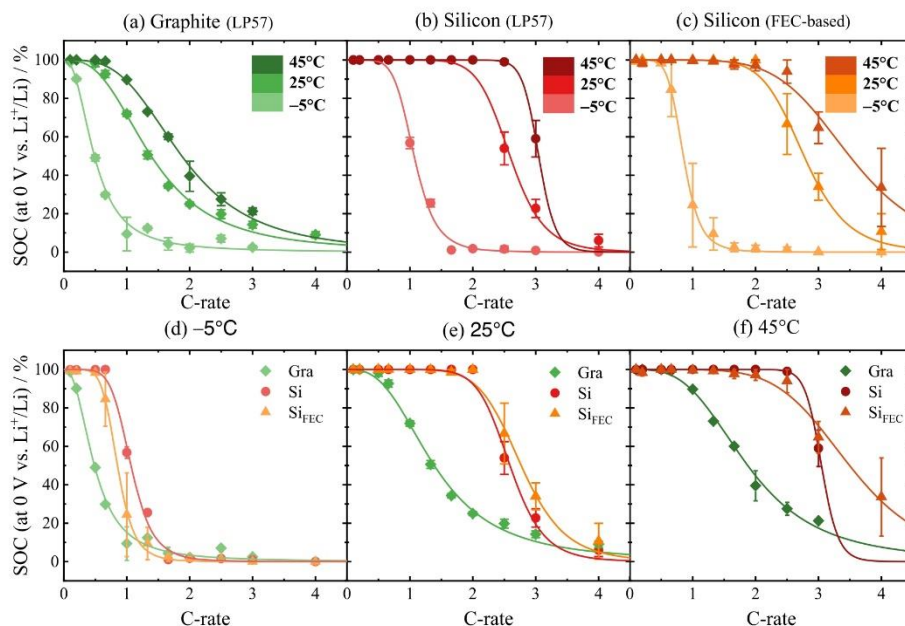 (a) Graphite (LP57)
(b) Silicon (LP57)
(c) Silicon (FEC-based)
SOC (at 0 V vs. Li⁺/Li) / %
100
80
60
40
20
0
45°C
25°C
−5°C
45°C
25°C
−5°C
45°C
25°C
−5°C
0 1 2 3 4
0 1 2 3 4
0 1 2 3 4
C-rate
C-rate
C-rate
(d) −5°C
(e) 25°C
(f) 45°C
SOC (at 0 V vs. Li⁺/Li) / %
100
80
60
40
20
0
Gra
Si
Si_FEC
Gra
Si
Si_FEC
Gra
Si
Si_FEC
0 1 2 3 4
0 1 2 3 4
0 1 2 3 4
C-rate
C-rate
C-rate